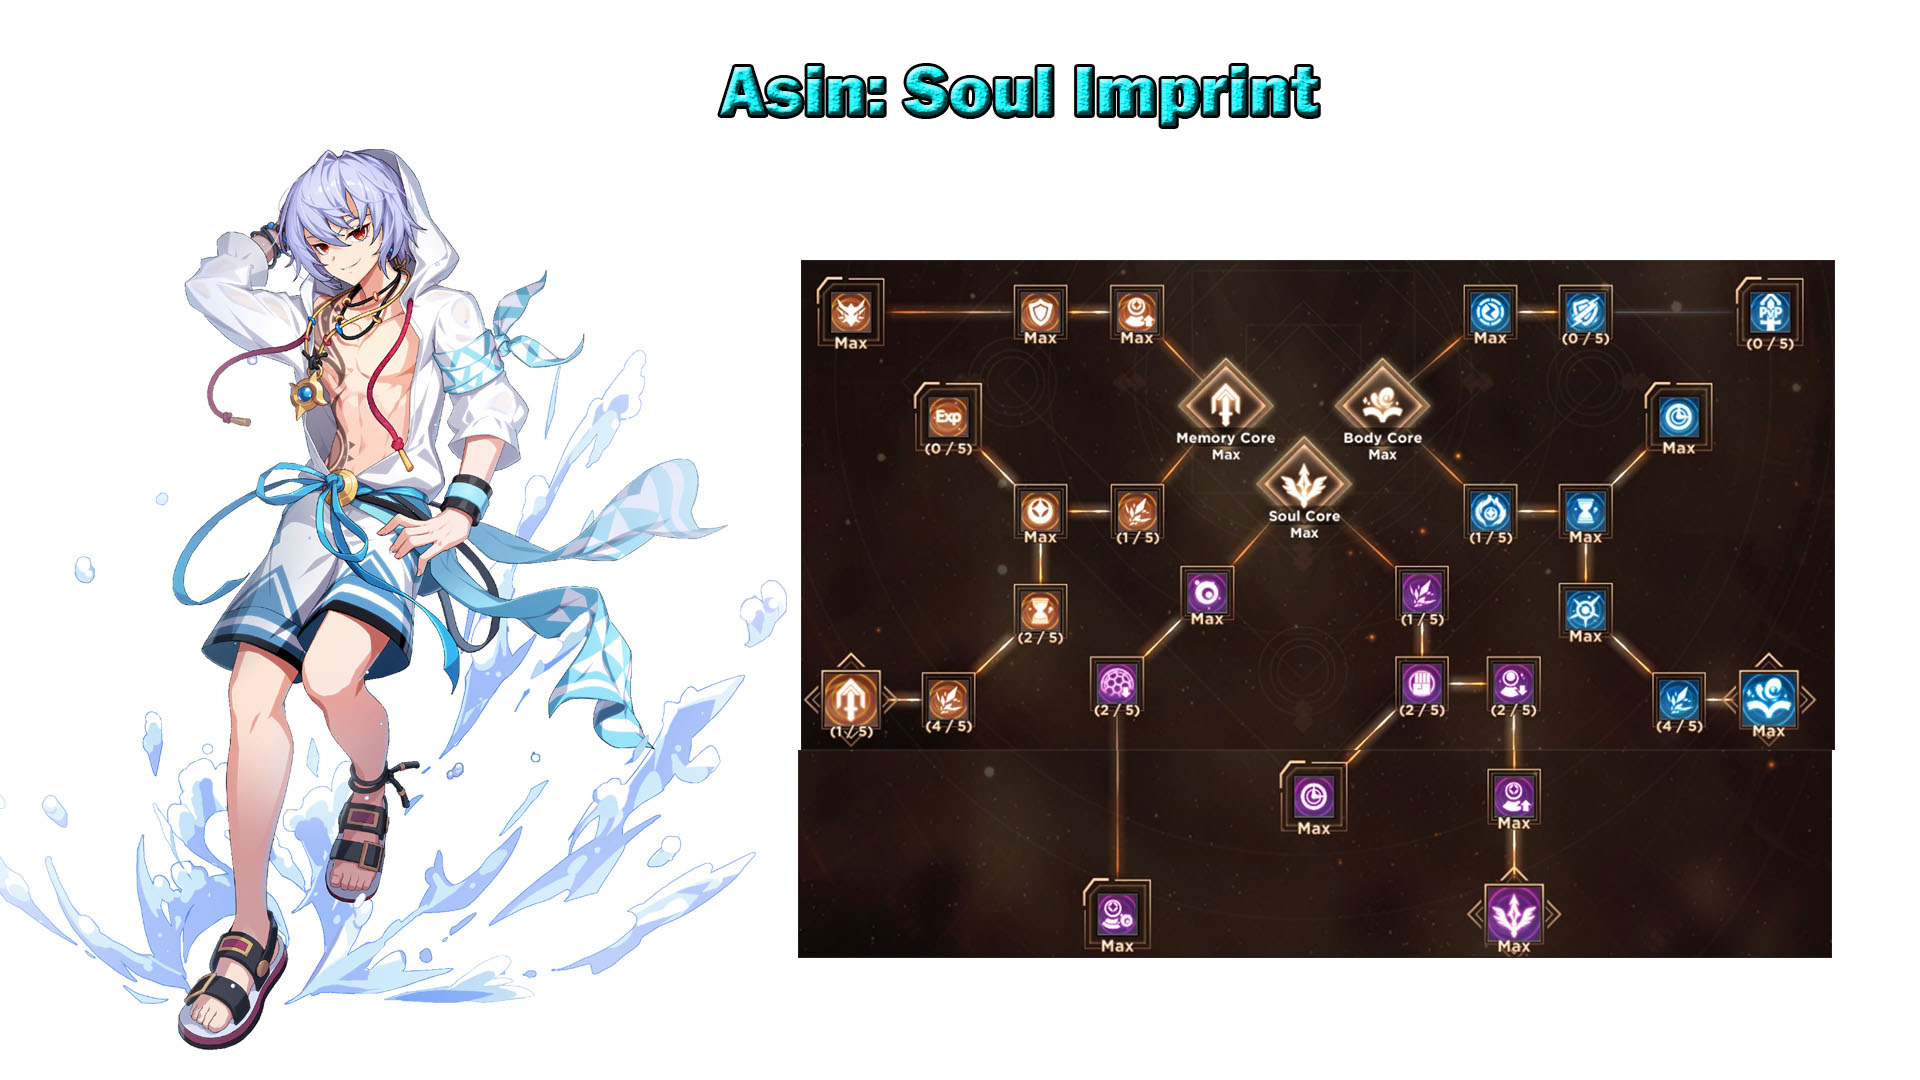 Asin: Soul Imprint
Max
Max
Max
Max
(0 / 5)
PVP
(0 / 5)
Exp
(0 / 5)
Memory Core
Max
Body Core
Max
Max
Soul Core
Max
Max
(1 / 5)
(1 / 5)
Max
(2 / 5)
Max
(1 / 5)
Max
(1 / 5)
(4 / 5)
(2 / 5)
(2 / 5)
(2 / 5)
(4 / 5)
Max
Max
Max
Max
Max